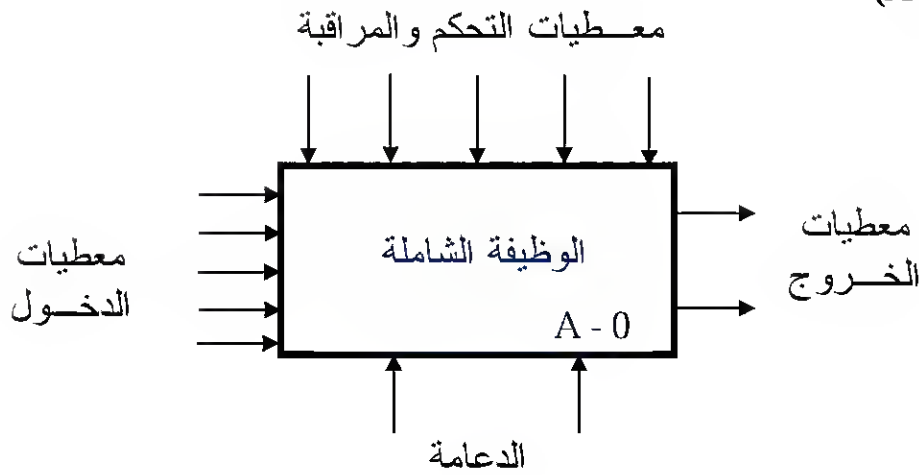 معطيات التحكم والمراقبة
الوظيفة الشاملة
A - 0
معطيات
الدخول
معطيات
الخروج
الدعامة